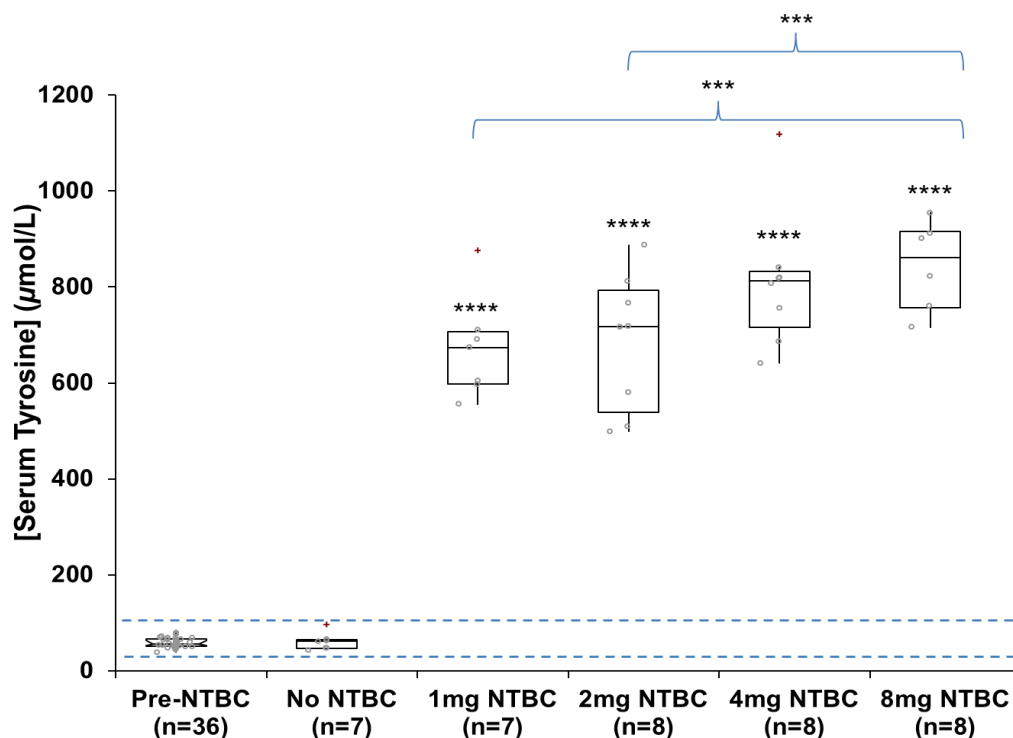 ***
***
1200
1000
800
600
400
200
0
[Serum Tyrosine] (µmol/L)
****
****
****
****
Pre-NTBC
(n=36)
No NTBC
(n=7)
1mg NTBC
(n=7)
2mg NTBC
(n=8)
4mg NTBC
(n=8)
8mg NTBC
(n=8)